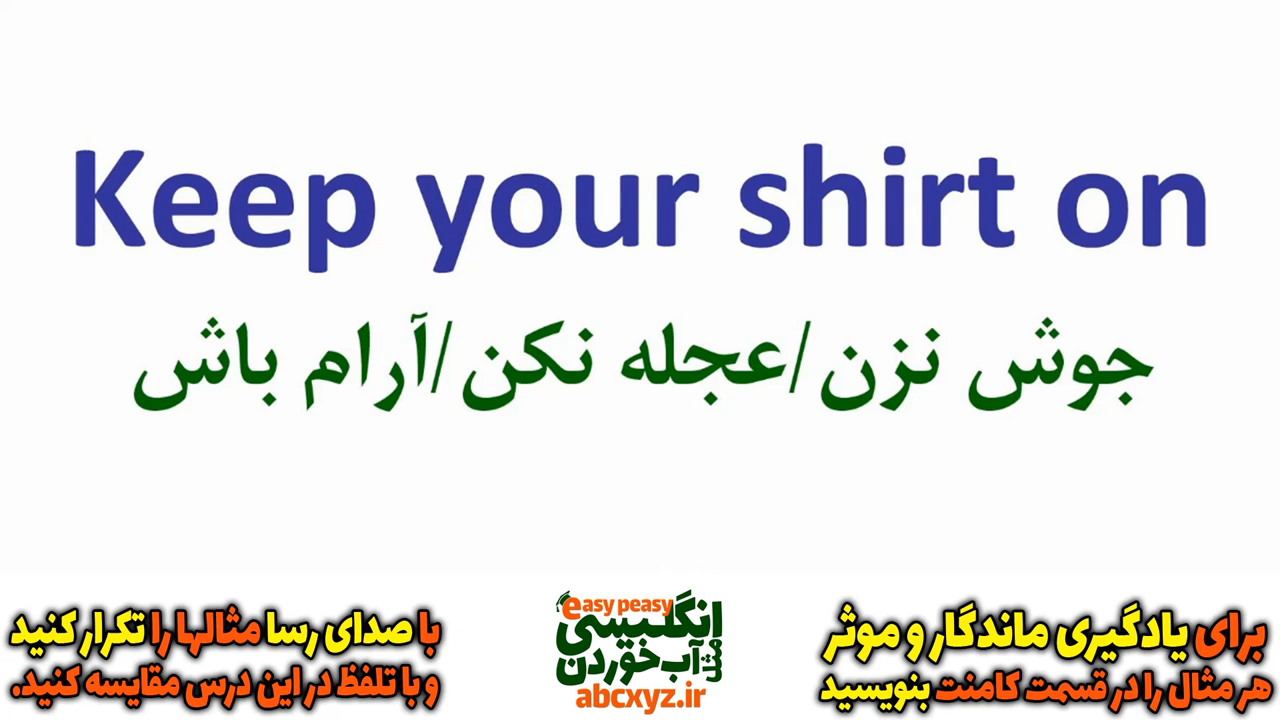 Keep your shirt on
جوش نزن/عجله نکن/آرام باش
برای یادگیری ماندگار و موثر
هر مثال را در قسمت کامنت بنویسید
easy peasy
انگلیسی
مثل آب خوردن
abcxyz.ir
با صدای رسا مثالها را تکرار کنید
و با تلفظ در این درس مقایسه کنید.